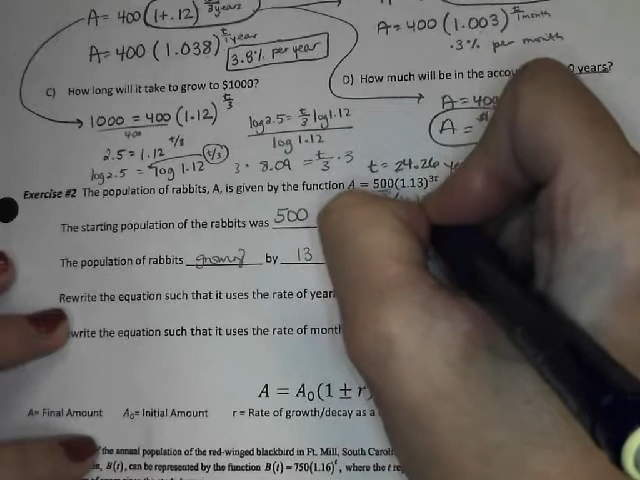 A = 400 (1+.12) t/3years
A = 400 (1.038) t/1year
3.8% per year
A = 400 (1.003) t/1month
.3% per month
C) How long will it take to grow to $1000?
1000 = 400 (1.12) t/3
400
2.5 = 1.12 t/3
log 2.5 = log 1.12 (t/3)
log 2.5 = t/3 log 1.12
log 1.12
3 · 8.09 = t/3 · 3
t = 24.26
D) How much will be in the years?
A = 400
A =
Exercise #2 The population of rabbits, A, is given by the function A = 500(1.13)3t
The starting population of the rabbits was 500
The population of rabbits growing by 13
Rewrite the equation such that it uses the rate of
write the equation such that it uses the rate of
A = A0(1 ± r)
A= Final Amount A0= Initial Amount r = Rate of growth/decay as a
the annual population of the red-winged blackbird in Ft. Mill, South
B(t), can be represented by the function B(t) = 750(1.16)t, where the t